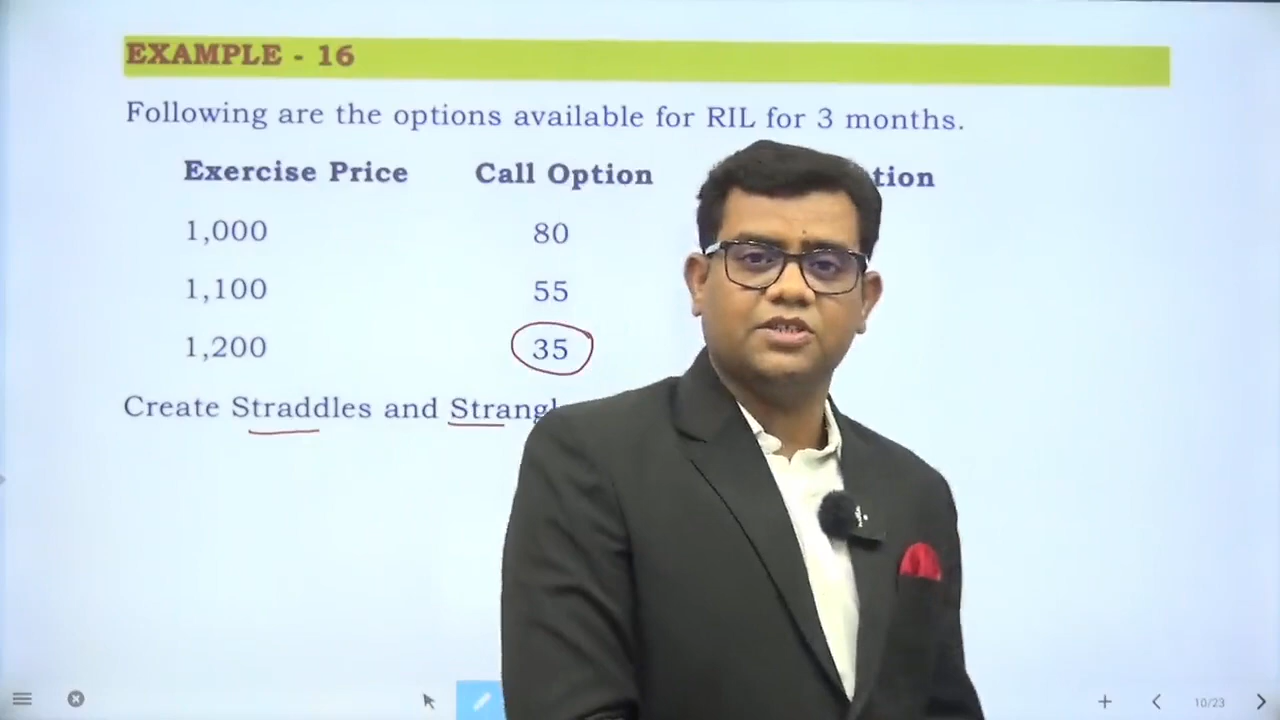 EXAMPLE - 16
Following are the options available for RIL for 3 months.
Exercise Price Call Option
1,000 80
1,100 55
1,200 35
Create Straddles and
10/23